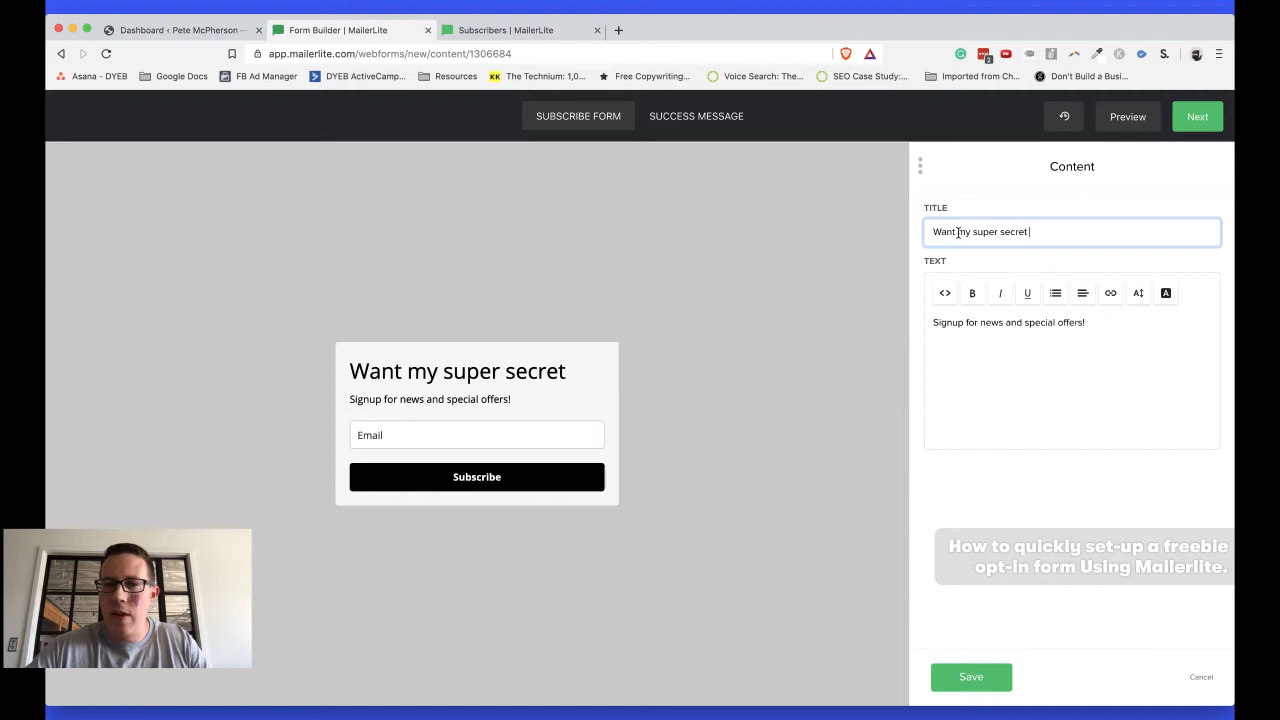 Dashboard ‹ Pete McPherson —
Form Builder | MailerLite
Subscribers | MailerLite
app.mailerlite.com/webforms/new/content/1306684
2
S.
Asana - DYEB
Google Docs
FB Ad Manager
DYEB ActiveCamp...
Resources
KK
The Technium: 1,0...
Free Copywriting...
Voice Search: The...
SEO Case Study:...
Imported from Ch...
Don't Build a Busi...
SUBSCRIBE FORM
SUCCESS MESSAGE
Preview
Next
Content
TITLE
Want my super secret
TEXT
B
I
U
A
A
Signup for news and special offers!
Want my super secret
Signup for news and special offers!
Email
Subscribe
How to quickly set-up a freebie
opt-in form Using Mailerlite.
Save
Cancel